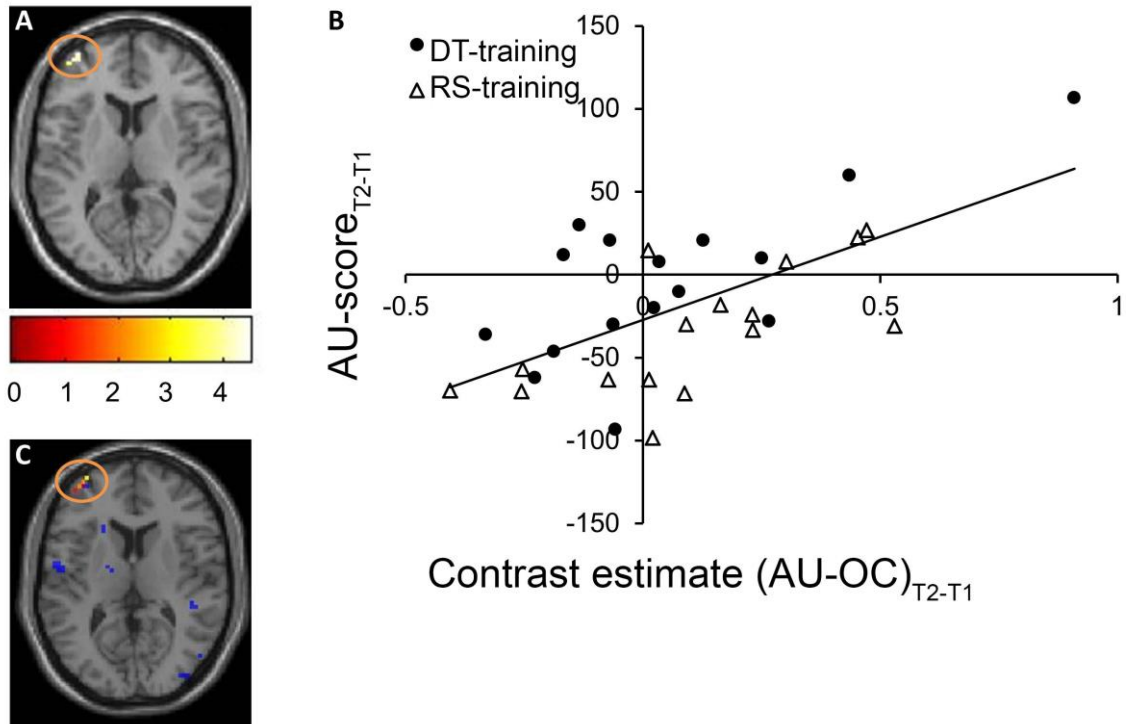 A
0 1 2 3 4
C
B
DT-training
RS-training
150
100
50
0
-50
-100
-150
-0.5 0 0.5 1
AU-score T2-T1
Contrast estimate (AU-OC) T2-T1